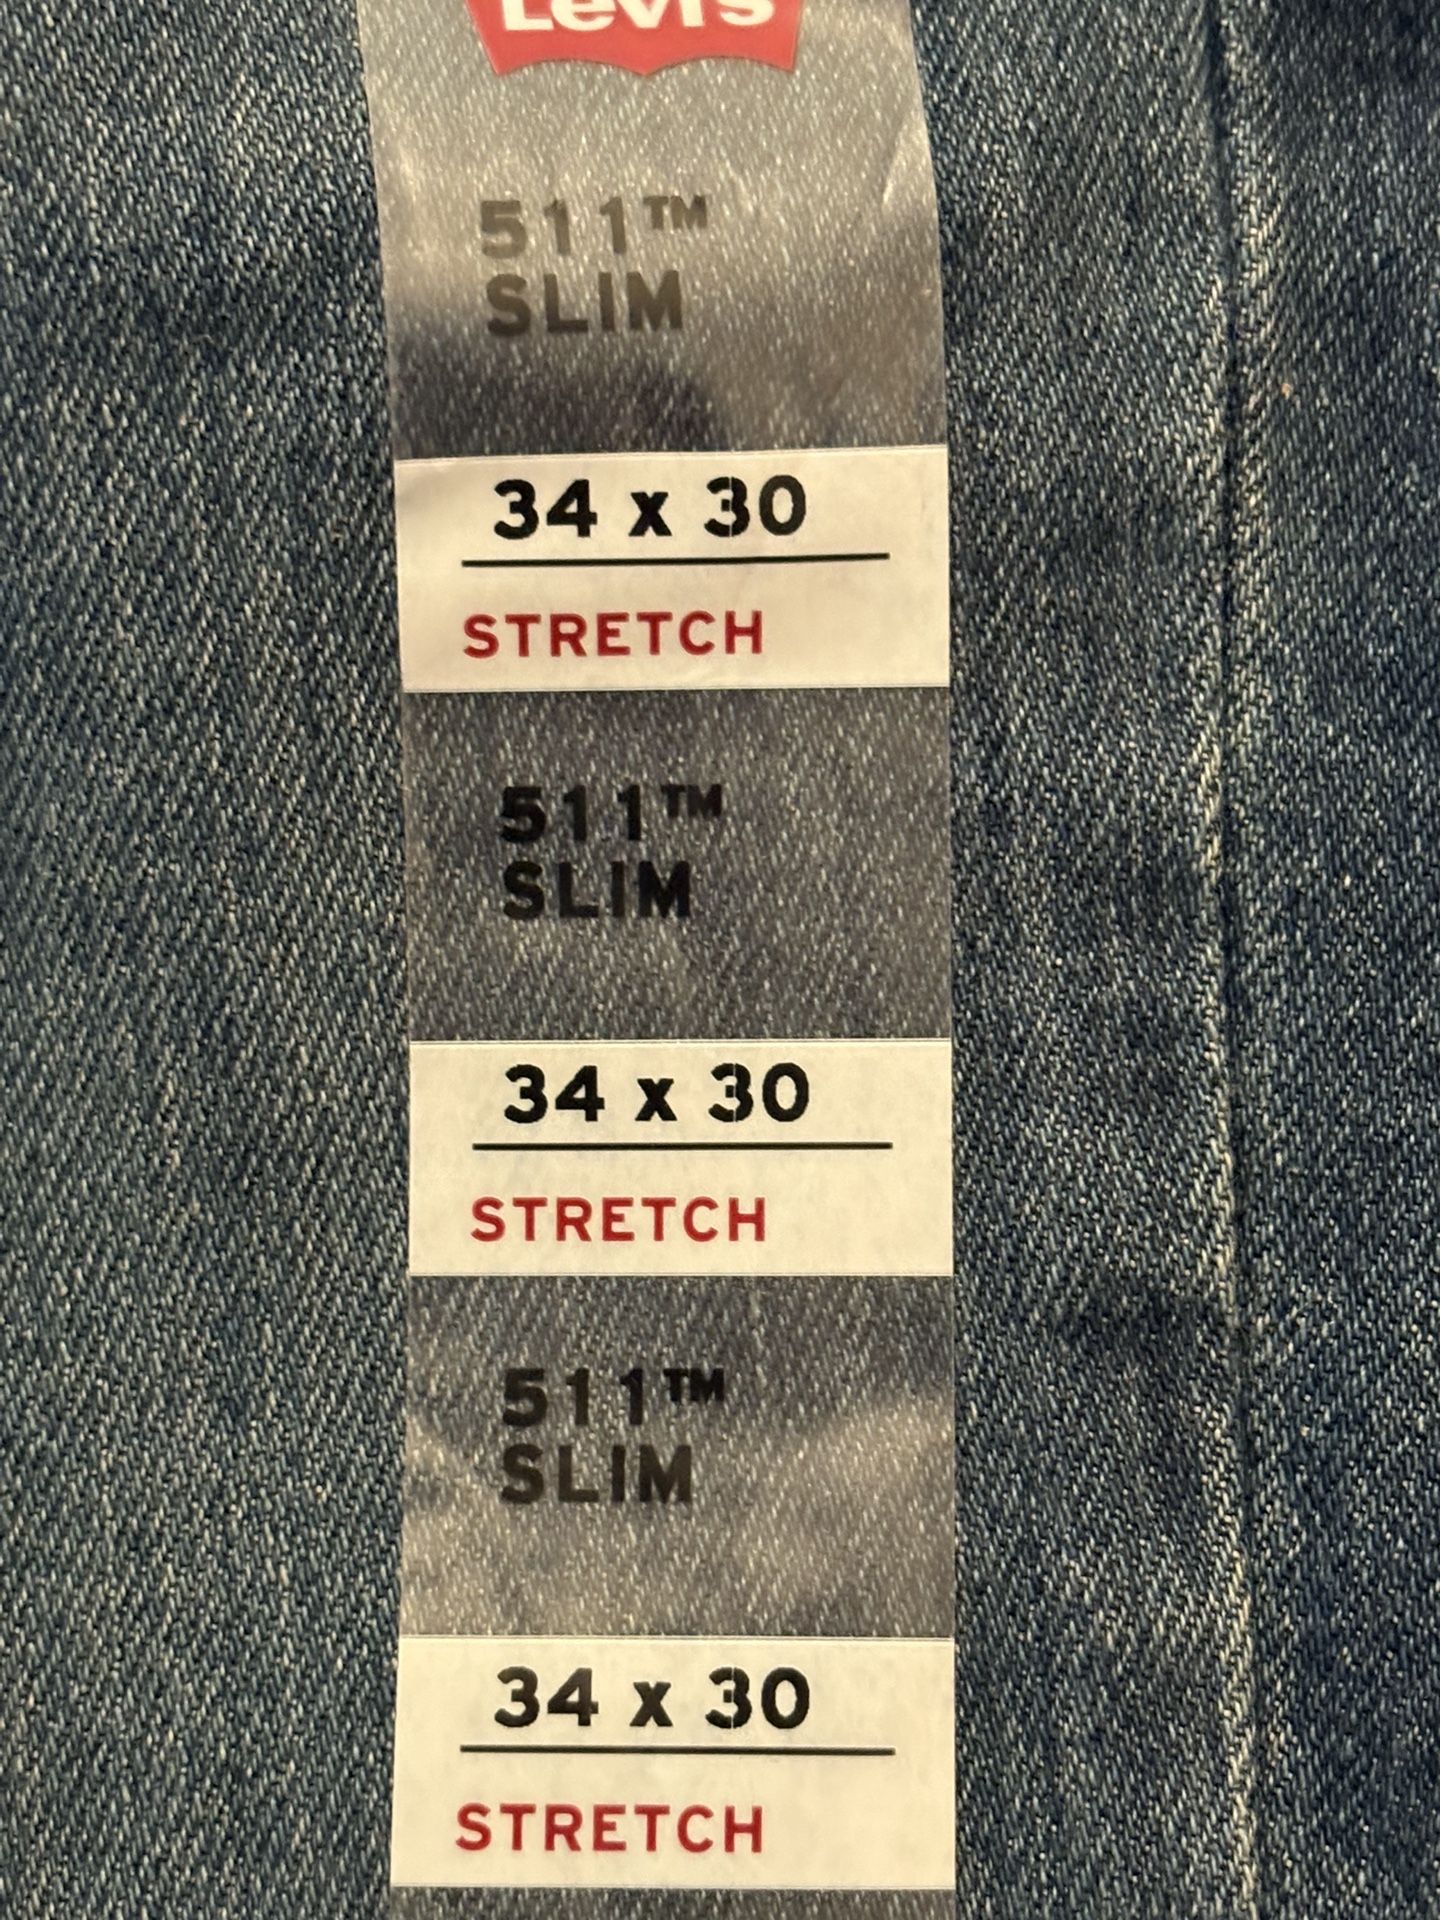 Levi's
511™
SLIM
34 x 30
STRETCH
511™
SLIM
34 x 30
STRETCH
511™
SLIM
34 x 30
STRETCH